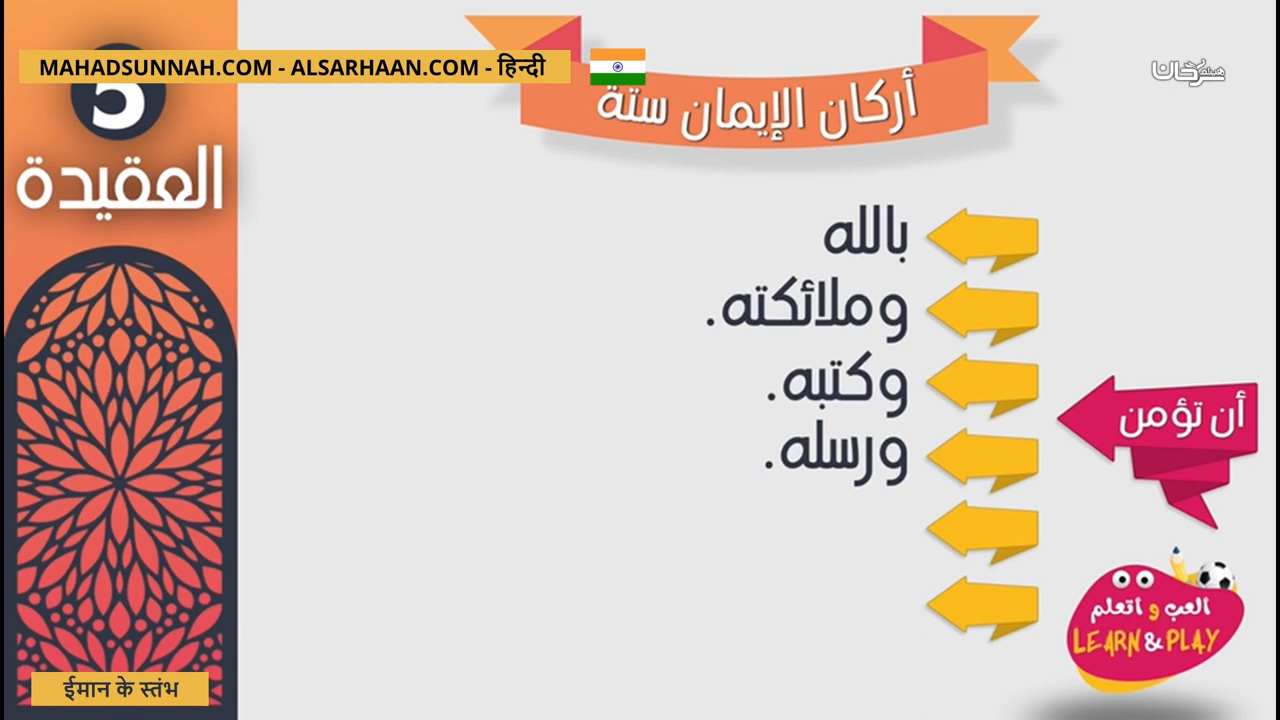 MAHADSUNNAH.COM - ALSARHAAN.COM - हिन्दी
5
العقيدة
أركان الإيمان ستة
أن تؤمن
بالله
وملائكته.
وكتبه.
ورسله.
العب و اتعلم
LEARN & PLAY
ईमान के स्तंभ